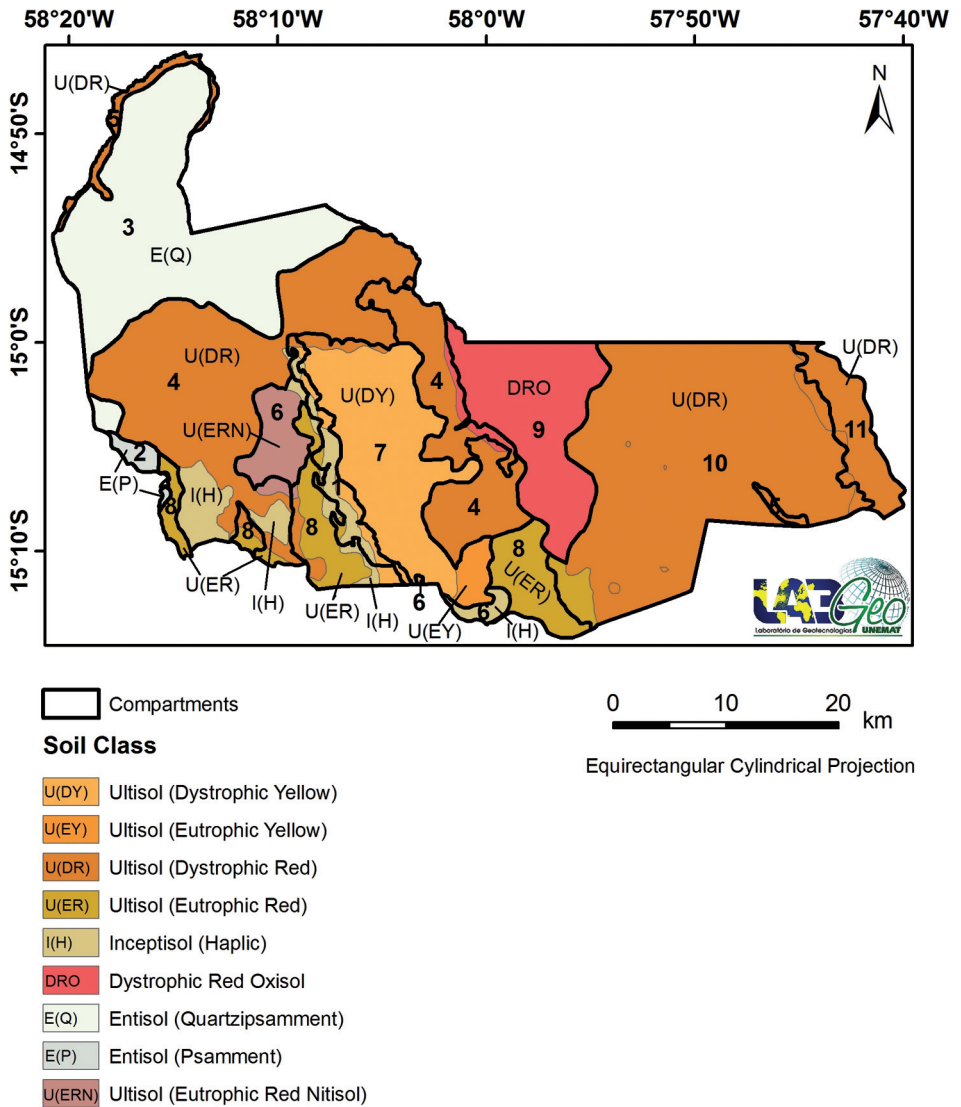 58°20'W 58°10'W 58°0'W 57°50'W 57°40'W
14°50'S
15°0'S
15°10'S
N
U(DR)
5
3
E(Q)
U(DR)
U(DR)
4
6
U(ERN)
U(DY)
7
4
DRO
9
U(DR)
10
11
2
E(P)
I(H)
8
8
8
4
8
U(ER)
U(ER)
I(H)
U(ER)
I(H)
6
U(EY)
6
I(H)
5
LABGeo
Laboratório de Geotecnologias UNEMAT
Compartments
Soil Class
U(DY) Ultisol (Dystrophic Yellow)
U(EY) Ultisol (Eutrophic Yellow)
U(DR) Ultisol (Dystrophic Red)
U(ER) Ultisol (Eutrophic Red)
I(H) Inceptisol (Haplic)
DRO Dystrophic Red Oxisol
E(Q) Entisol (Quartzipsamment)
E(P) Entisol (Psamment)
U(ERN) Ultisol (Eutrophic Red Nitisol)
0 10 20
km
Equirectangular Cylindrical Projection